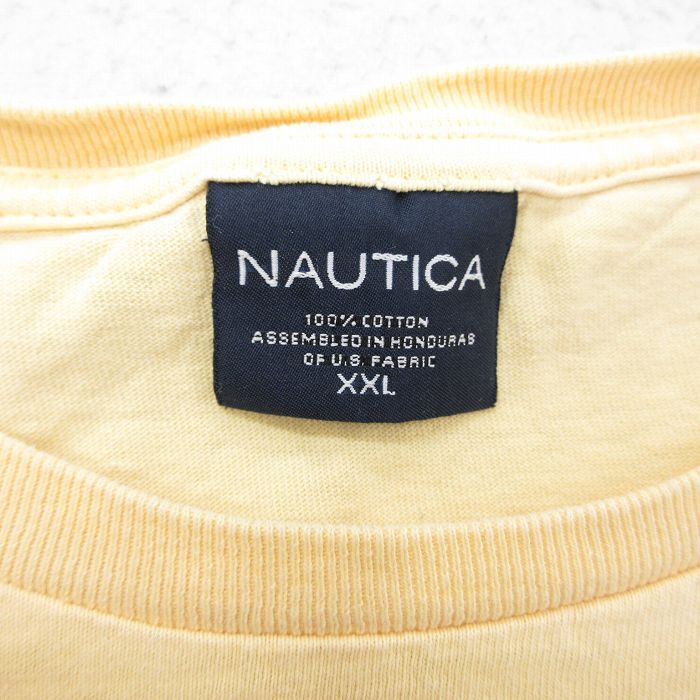 NAUTICA
100% COTTON
ASSEMBLED IN HONDURAS
OF U.S. FABRIC
XXL